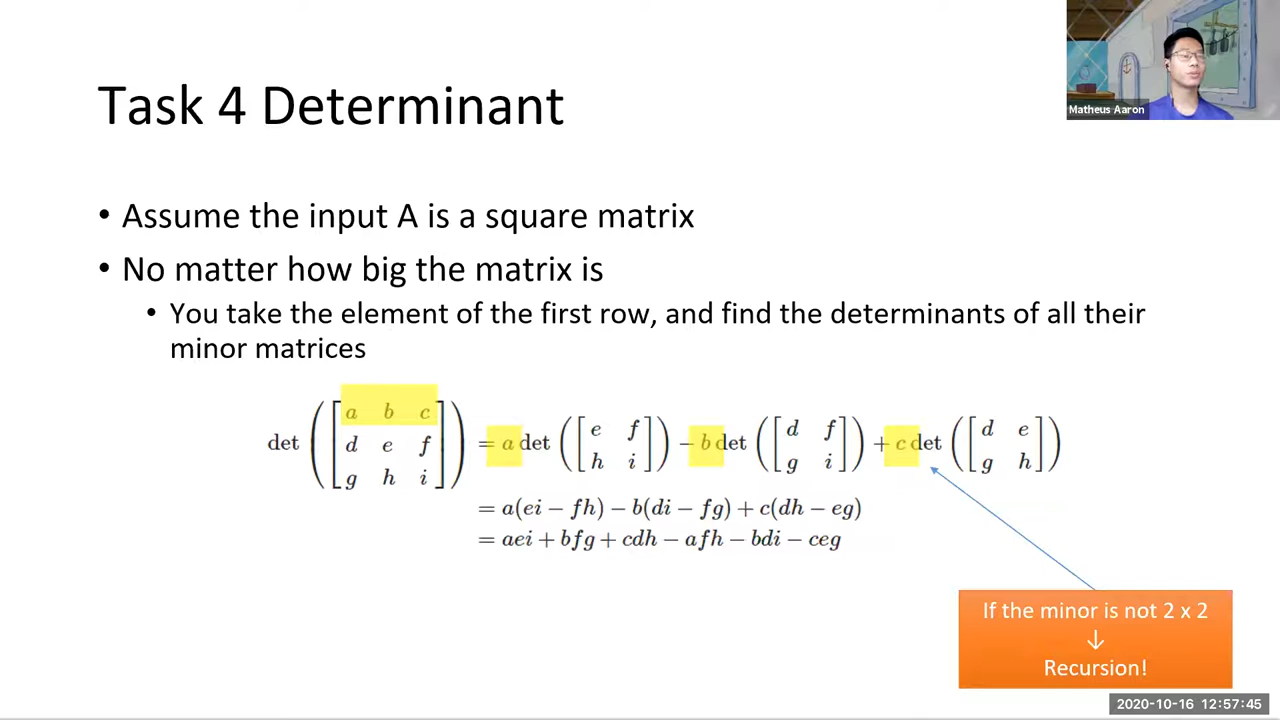 Matheus Aaron
Task 4 Determinant
• Assume the input A is a square matrix
• No matter how big the matrix is
• You take the element of the first row, and find the determinants of all their
minor matrices
det ([a b c; d e f; g h i]) = a det ([e f; h i]) − b det ([d f; g i]) + c det ([d e; g h])
= a(ei − fh) − b(di − fg) + c(dh − eg)
= aei + bfg + cdh − afh − bdi − ceg
If the minor is not 2 x 2
↓
Recursion!
2020-10-16 12:57:45